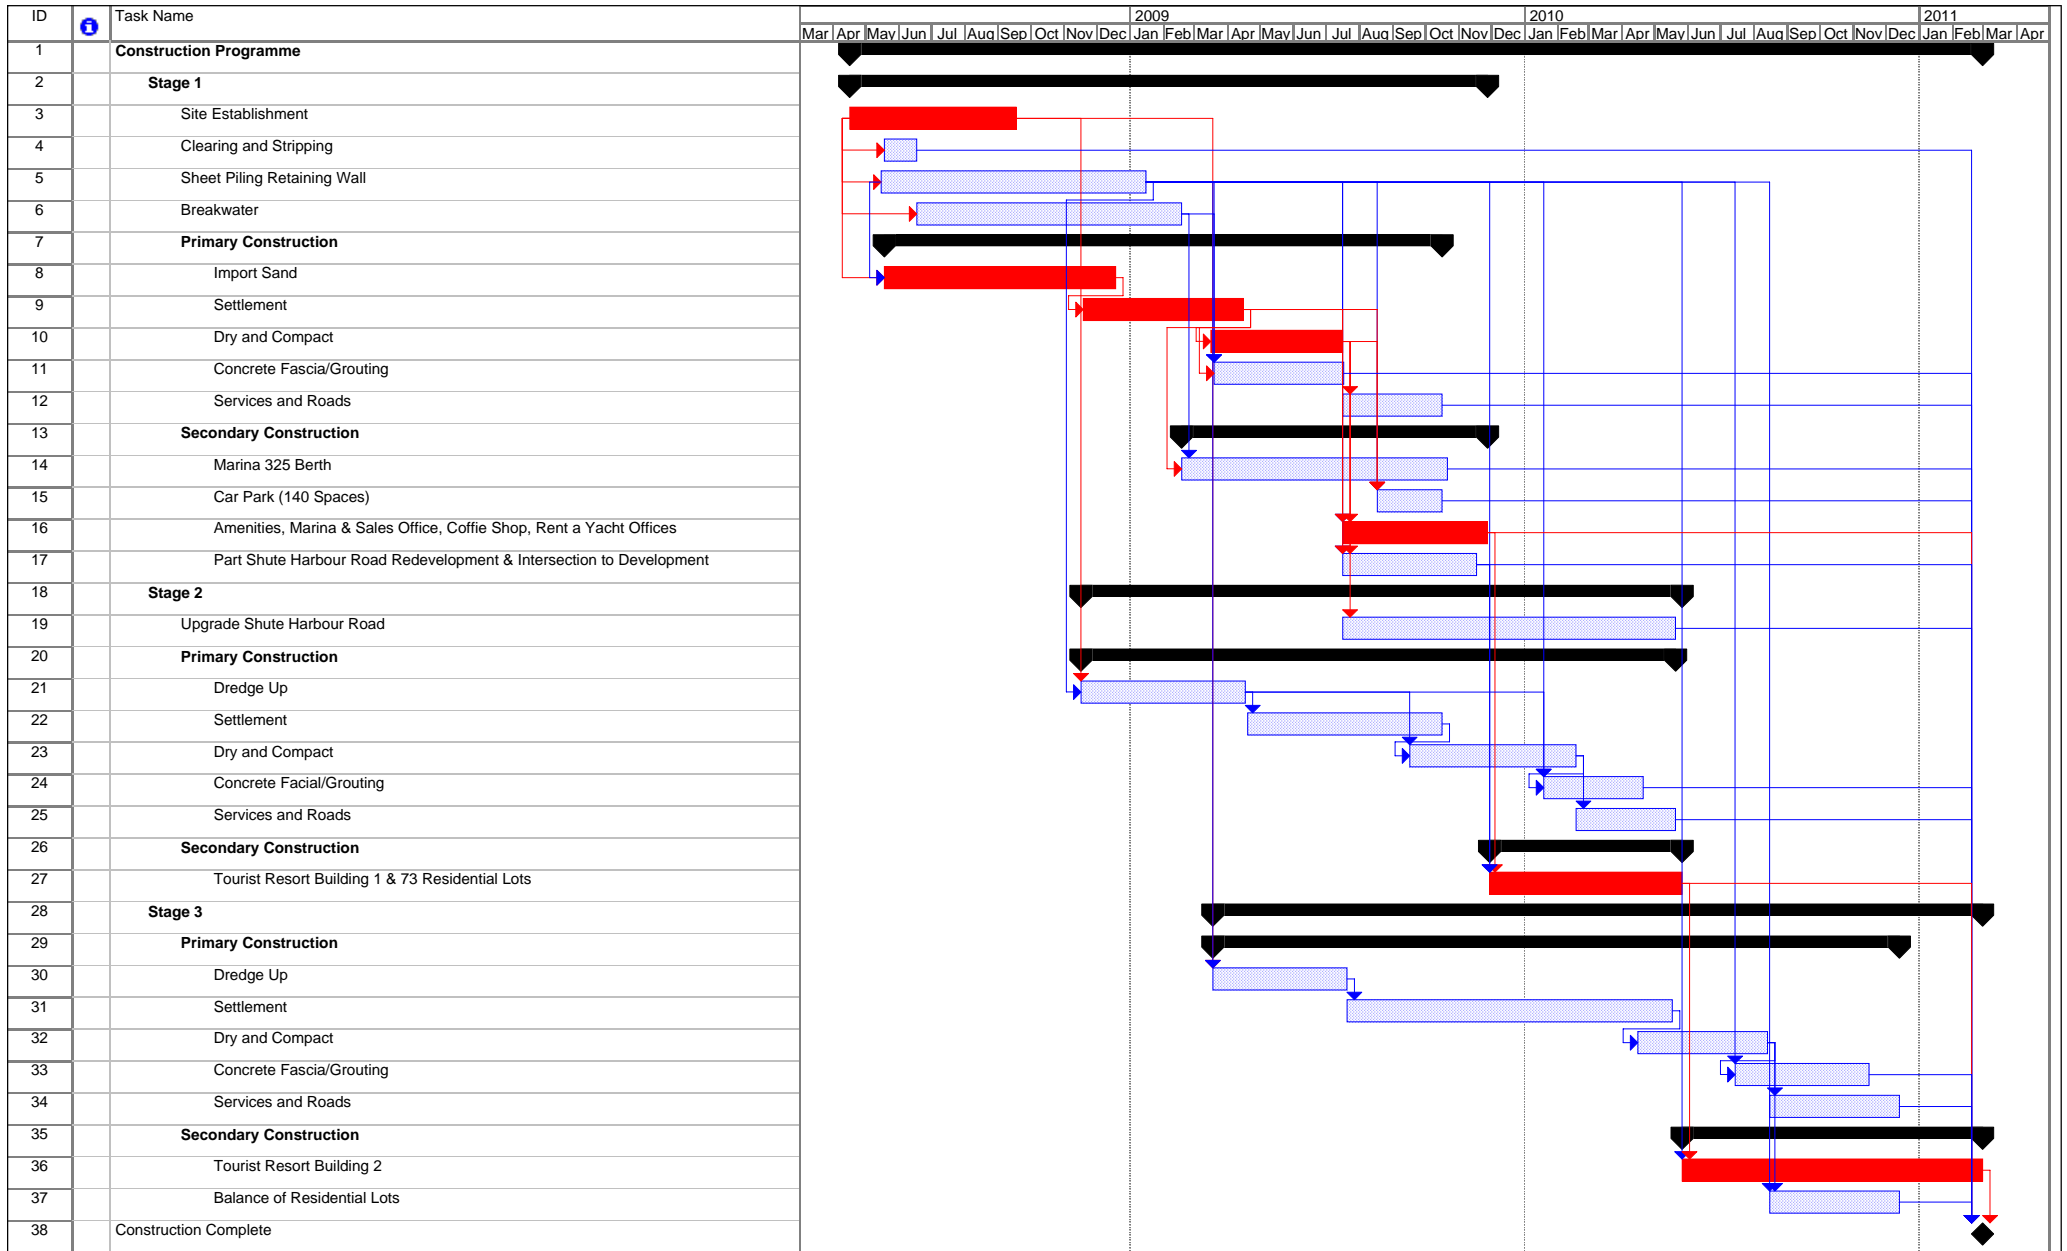 ID Task Name 2009 2010 2011
Mar Apr May Jun Jul Aug Sep Oct Nov Dec Jan Feb Mar Apr May Jun Jul Aug Sep Oct Nov Dec Jan Feb Mar Apr May Jun Jul Aug Sep Oct Nov Dec Jan Feb Mar Apr
1 Construction Programme
2 Stage 1
3 Site Establishment
4 Clearing and Stripping
5 Sheet Piling Retaining Wall
6 Breakwater
7 Primary Construction
8 Import Sand
9 Settlement
10 Dry and Compact
11 Concrete Fascia/Grouting
12 Services and Roads
13 Secondary Construction
14 Marina 325 Berth
15 Car Park (140 Spaces)
16 Amenities, Marina & Sales Office, Coffie Shop, Rent a Yacht Offices
17 Part Shute Harbour Road Redevelopment & Intersection to Development
18 Stage 2
19 Upgrade Shute Harbour Road
20 Primary Construction
21 Dredge Up
22 Settlement
23 Dry and Compact
24 Concrete Facial/Grouting
25 Services and Roads
26 Secondary Construction
27 Tourist Resort Building 1 & 73 Residential Lots
28 Stage 3
29 Primary Construction
30 Dredge Up
31 Settlement
32 Dry and Compact
33 Concrete Fascia/Grouting
34 Services and Roads
35 Secondary Construction
36 Tourist Resort Building 2
37 Balance of Residential Lots
38 Construction Complete